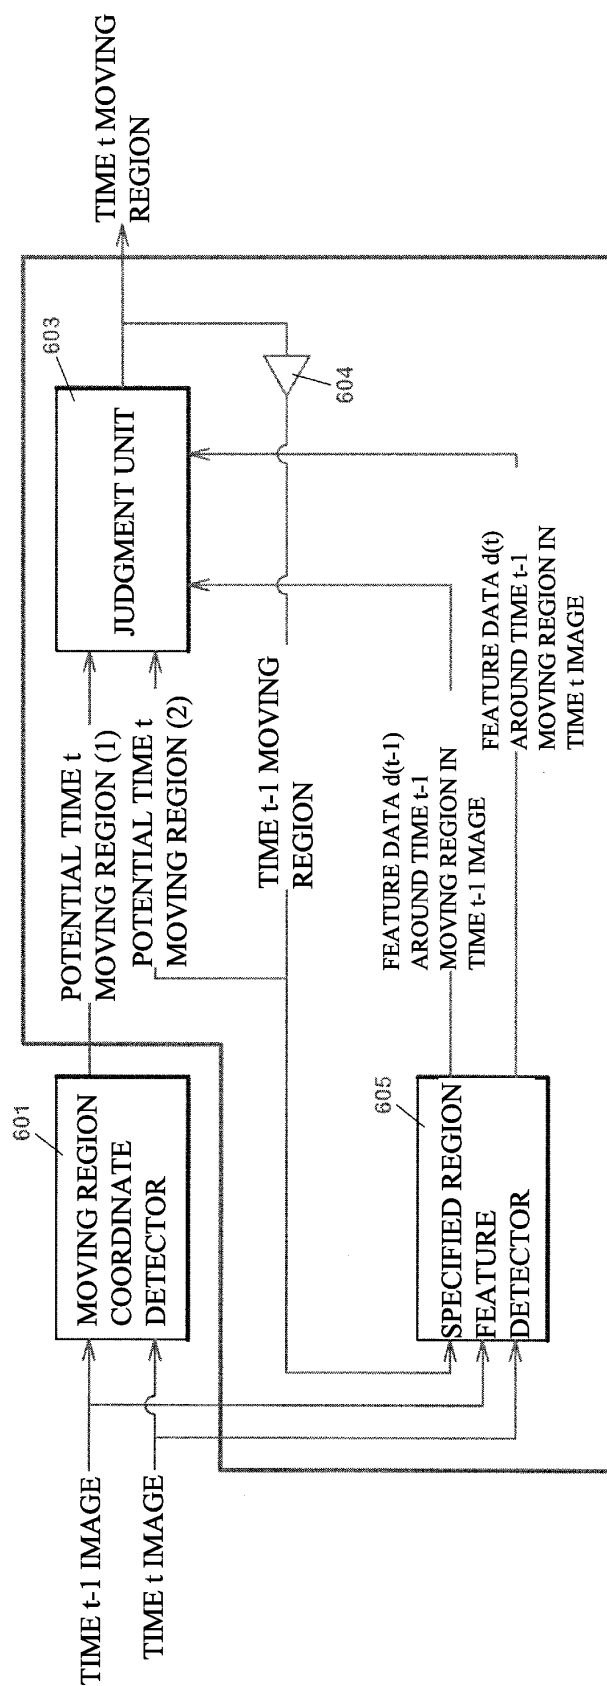 TIME t-1 IMAGE
TIME t IMAGE
601
MOVING REGION
COORDINATE
DETECTOR
POTENTIAL TIME t
MOVING REGION (1)
POTENTIAL TIME t
MOVING REGION (2)
603
JUDGMENT UNIT
TIME t MOVING
REGION
604
TIME t-1 MOVING
REGION
605
SPECIFIED REGION
FEATURE
DETECTOR
FEATURE DATA d(t-1)
AROUND TIME t-1
MOVING REGION IN
TIME t-1 IMAGE
FEATURE DATA d(t)
AROUND TIME t-1
MOVING REGION IN
TIME t IMAGE